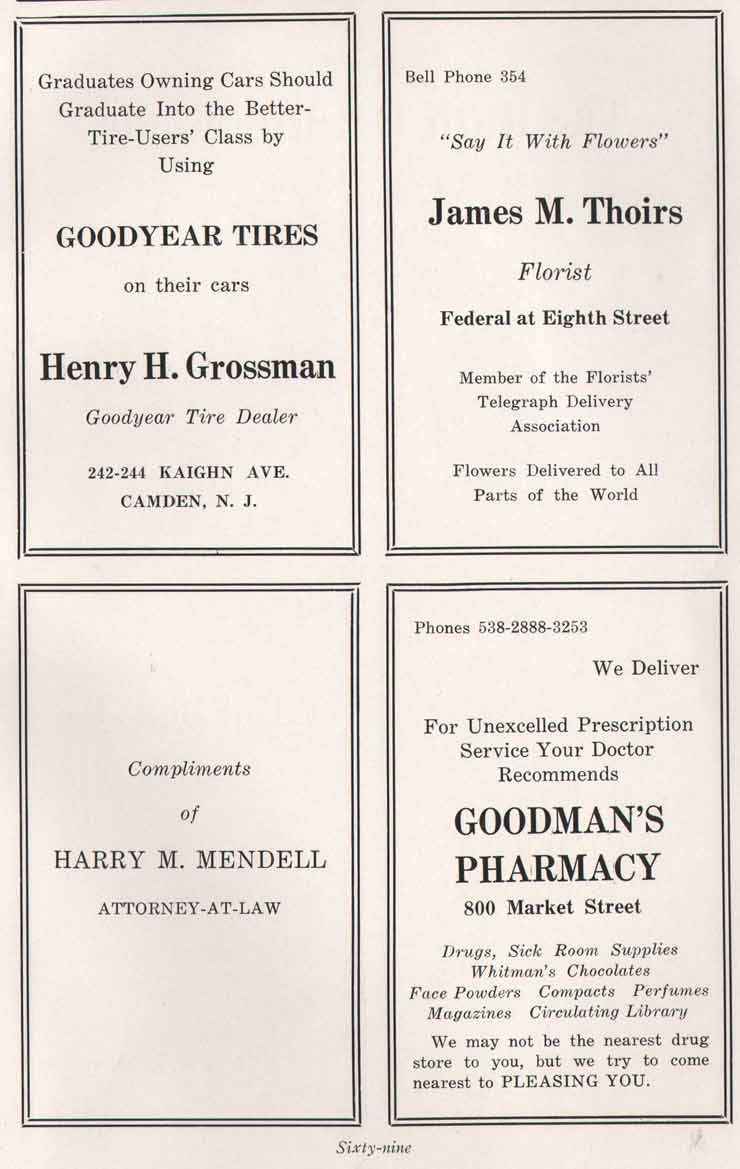 Graduates Owning Cars Should
Graduate Into the Better-
Tire-Users' Class by
Using
GOODYEAR TIRES
on their cars
Henry H. Grossman
Goodyear Tire Dealer
242-244 KAIGHN AVE.
CAMDEN, N. J.
Bell Phone 354
"Say It With Flowers"
James M. Thoirs
Florist
Federal at Eighth Street
Member of the Florists'
Telegraph Delivery
Association
Flowers Delivered to All
Parts of the World
Compliments
of
HARRY M. MENDELL
ATTORNEY-AT-LAW
Phones 538-2888-3253
We Deliver
For Unexcelled Prescription
Service Your Doctor
Recommends
GOODMAN'S
PHARMACY
800 Market Street
Drugs, Sick Room Supplies
Whitman's Chocolates
Face Powders Compacts Perfumes
Magazines Circulating Library
We may not be the nearest drug
store to you, but we try to come
nearest to PLEASING YOU.
Sixty-nine